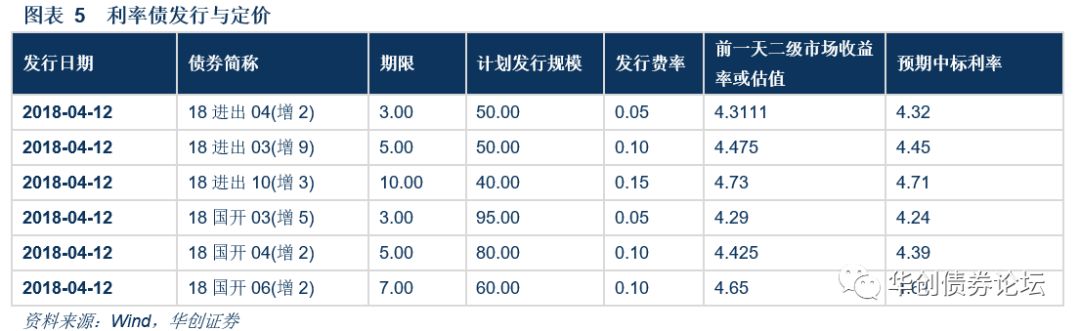 图表 5 利率债发行与定价
发行日期 债券简称 期限 计划发行规模 发行费率 前一天二级市场收益率或估值 预期中标利率
2018-04-12 18 进出 04(增 2) 3.00 50.00 0.05 4.3111 4.32
2018-04-12 18 进出 03(增 9) 5.00 50.00 0.10 4.475 4.45
2018-04-12 18 进出 10(增 3) 10.00 40.00 0.15 4.73 4.71
2018-04-12 18 国开 03(增 5) 3.00 95.00 0.05 4.29 4.24
2018-04-12 18 国开 04(增 2) 5.00 80.00 0.10 4.425 4.39
2018-04-12 18 国开 06(增 2) 7.00 60.00 0.10 4.65
华创债券论坛
资料来源：Wind，华创证券